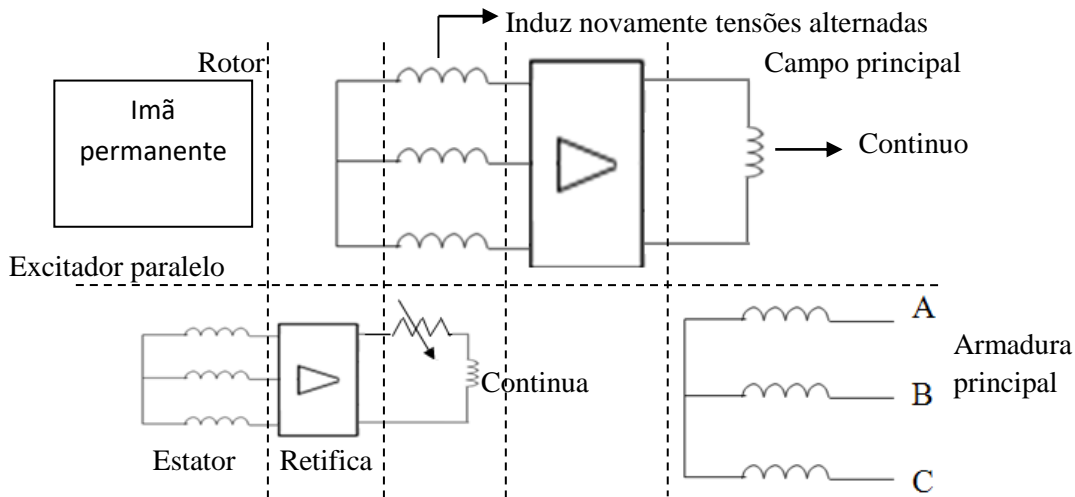 Induz novamente tensões alternadas
Rotor
Campo principal
Imã
permanente
Continuo
Excitador paralelo
A
Armadura
principal
Continua
B
Estator
Retifica
C